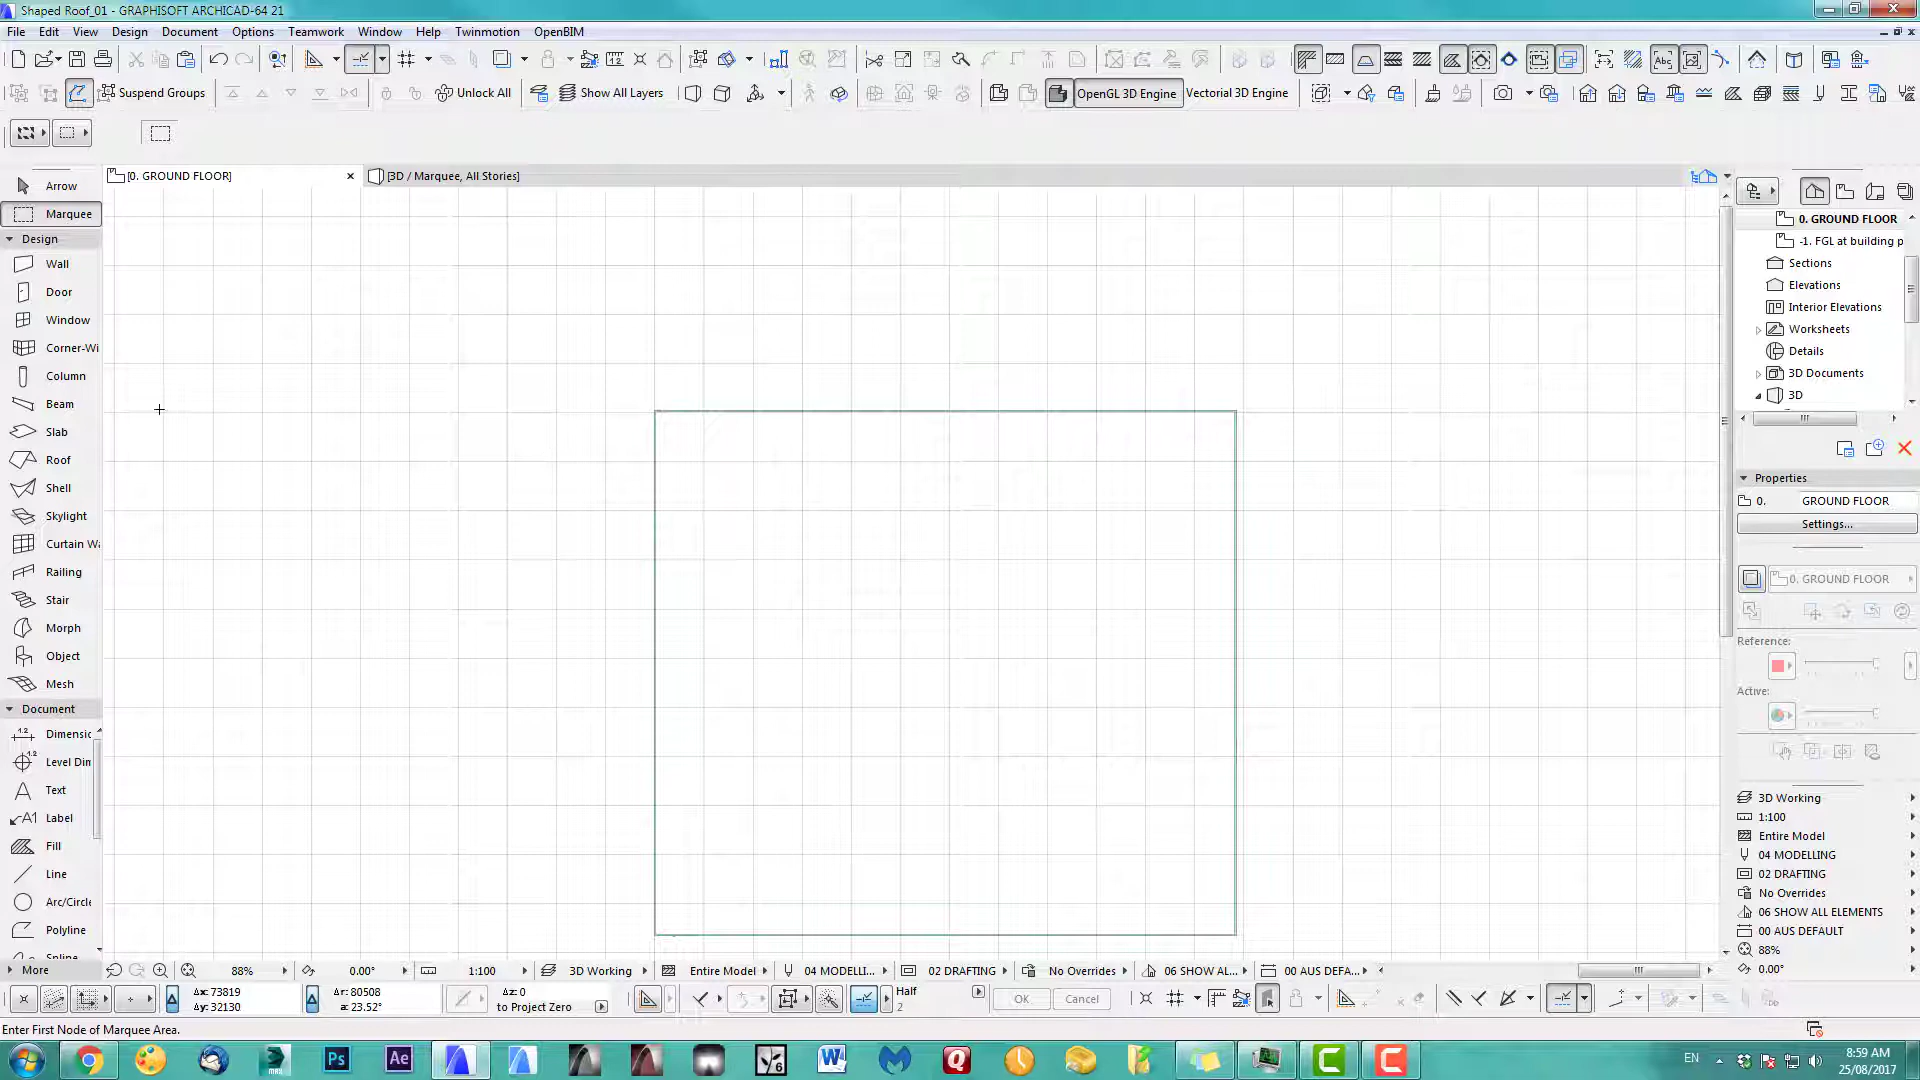 Shaped Roof_01 - GRAPHISOFT ARCHICAD-64 21
File Edit View Design Document Options Teamwork Window Help Twinmotion OpenBIM
Suspend Groups Unlock All Show All Layers OpenGL 3D Engine Vectorial 3D Engine
[0. GROUND FLOOR] [3D / Marquee, All Stories]
Arrow
Marquee
Design
Wall
Door
Window
Corner-Wi
Column
Beam
Slab
Roof
Shell
Skylight
Curtain Wa
Railing
Stair
Morph
Object
Mesh
Document
Dimensic
Level Din
Text
Label
Fill
Line
Arc/Circle
Polyline
More
0. GROUND FLOOR
-1. FGL at building p
Sections
Elevations
Interior Elevations
Worksheets
Details
3D Documents
3D
Properties
0. GROUND FLOOR
Settings...
0. GROUND FLOOR
Reference:
Active:
3D Working
1:100
Entire Model
04 MODELLING
02 DRAFTING
No Overrides
06 SHOW ALL ELEMENTS
00 AUS DEFAULT
88%
0.00°
88% 0.00° 1:100 3D Working Entire Model 04 MODELLI... 02 DRAFTING No Overrides 06 SHOW AL... 00 AUS DEFA...
Δx: 73819 Δr: 80508 Δz: 0 Half
Δy: 32130 a: 23.52° to Project Zero 2 OK Cancel
Enter First Node of Marquee Area.
EN 8:59 AM
25/08/2017